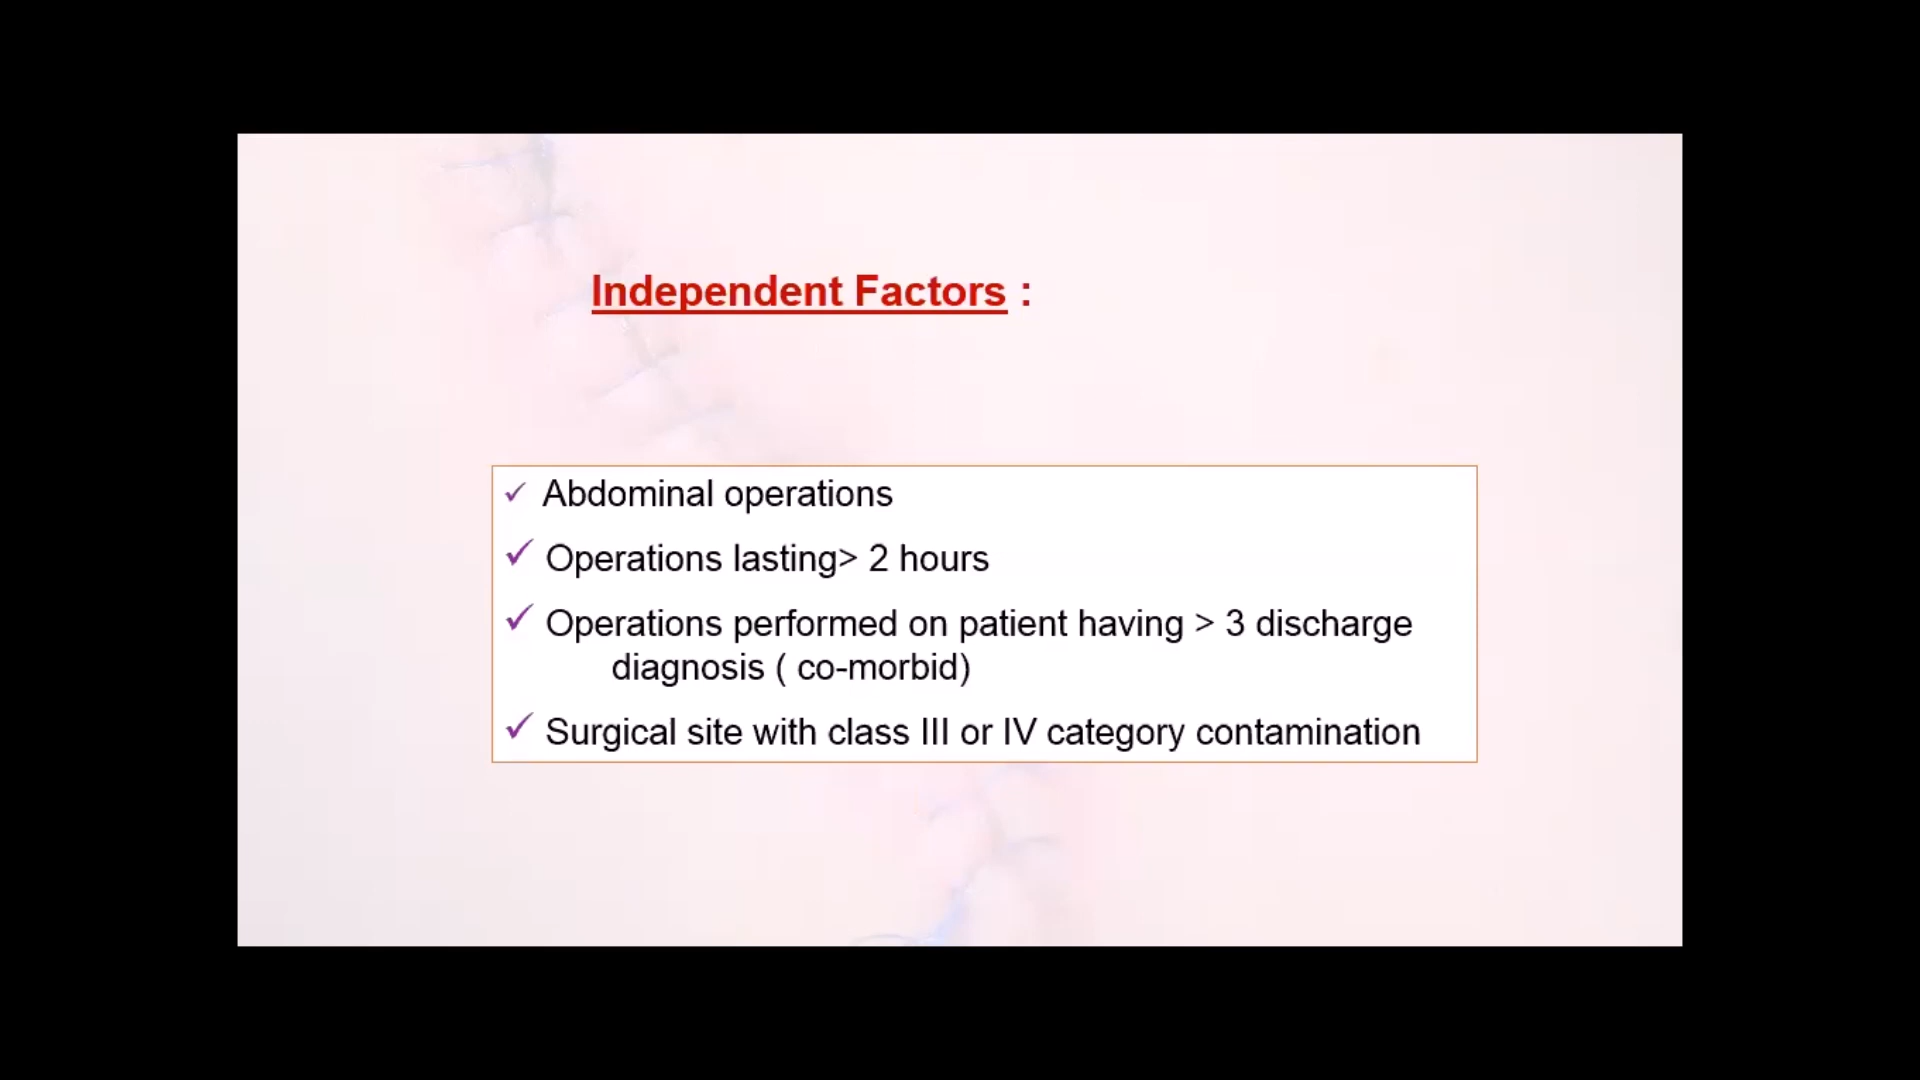 Independent Factors :
✓ Abdominal operations
✓ Operations lasting> 2 hours
✓ Operations performed on patient having > 3 discharge
diagnosis ( co-morbid)
✓ Surgical site with class III or IV category contamination